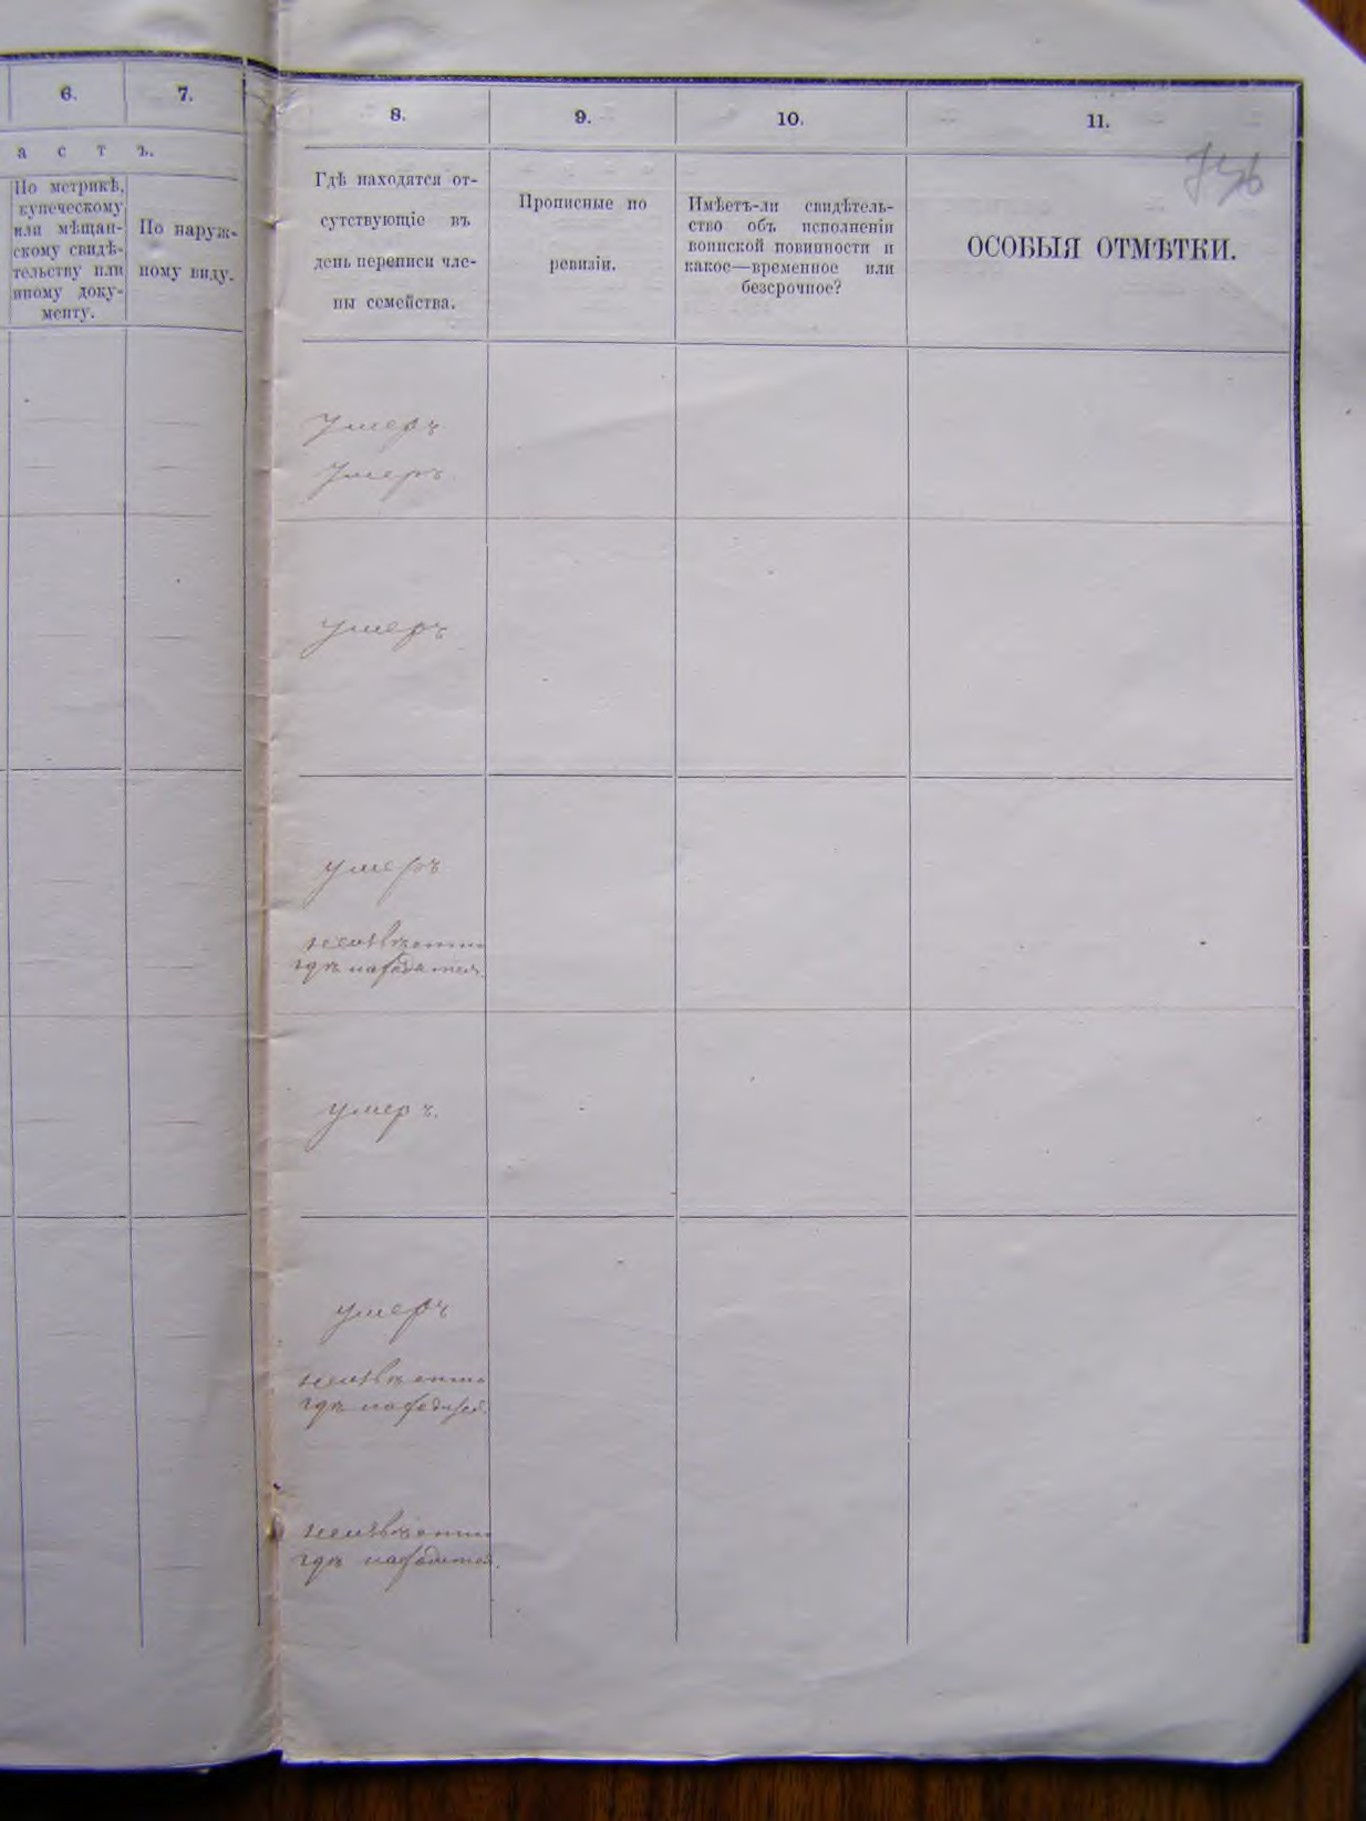 6.
7.
8.
9.
10.
11.
а с т ъ.
По метрикѣ,
купеческому
или мѣщан-
скому свидѣ-
тельству или
иному доку-
менту.
По наруж-
ному виду.
Гдѣ находятся от-
сутствующіе въ
день переписи чле-
ны семейства.
Прописные по
ревизіи.
Имѣетъ-ли свидѣтель-
ство объ исполненіи
воинской повинности и
какое—временное или
безсрочное?
ОСОБЫЯ ОТМѢТКИ.
Умеръ
Умеръ
умеръ
умеръ
неизвѣстно
гдѣ находится
умеръ.
умеръ
неизвѣстно
гдѣ находится.
неизвѣстно
гдѣ находится.